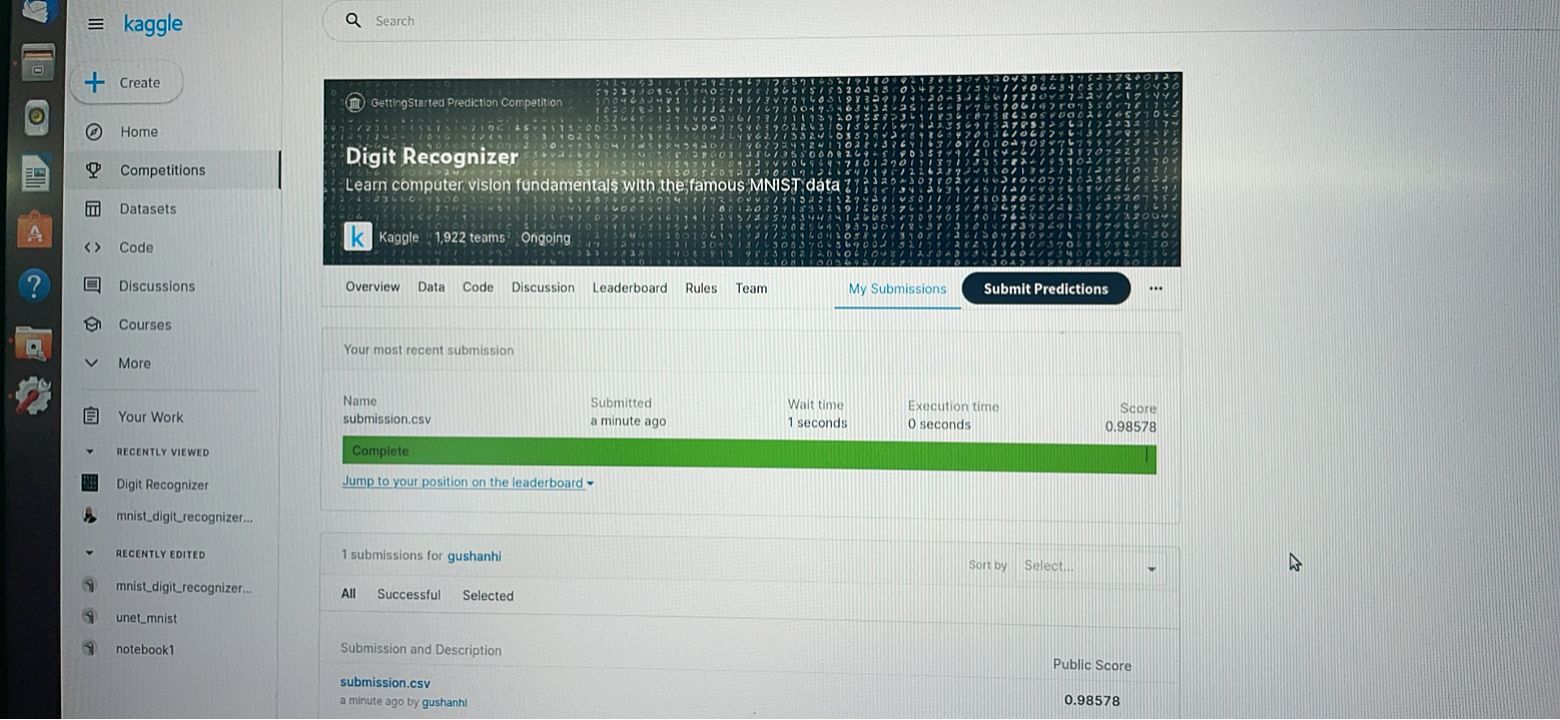 kaggle
Search
Create
Home
Competitions
Datasets
Code
Discussions
Courses
More
Your Work
RECENTLY VIEWED
Digit Recognizer
mnist_digit_recognizer...
RECENTLY EDITED
mnist_digit_recognizer...
unet_mnist
notebook1
GettingStarted Prediction Competition
Digit Recognizer
Learn computer vision fundamentals with the famous MNIST data
k Kaggle · 1,922 teams · Ongoing
Overview Data Code Discussion Leaderboard Rules Team My Submissions Submit Predictions ...
Your most recent submission
Name Submitted Wait time Execution time Score
submission.csv a minute ago 1 seconds 0 seconds 0.98578
Complete
Jump to your position on the leaderboard
1 submissions for gushanhi
Sort by Select...
All Successful Selected
Submission and Description Public Score
submission.csv 0.98578
a minute ago by gushanhi